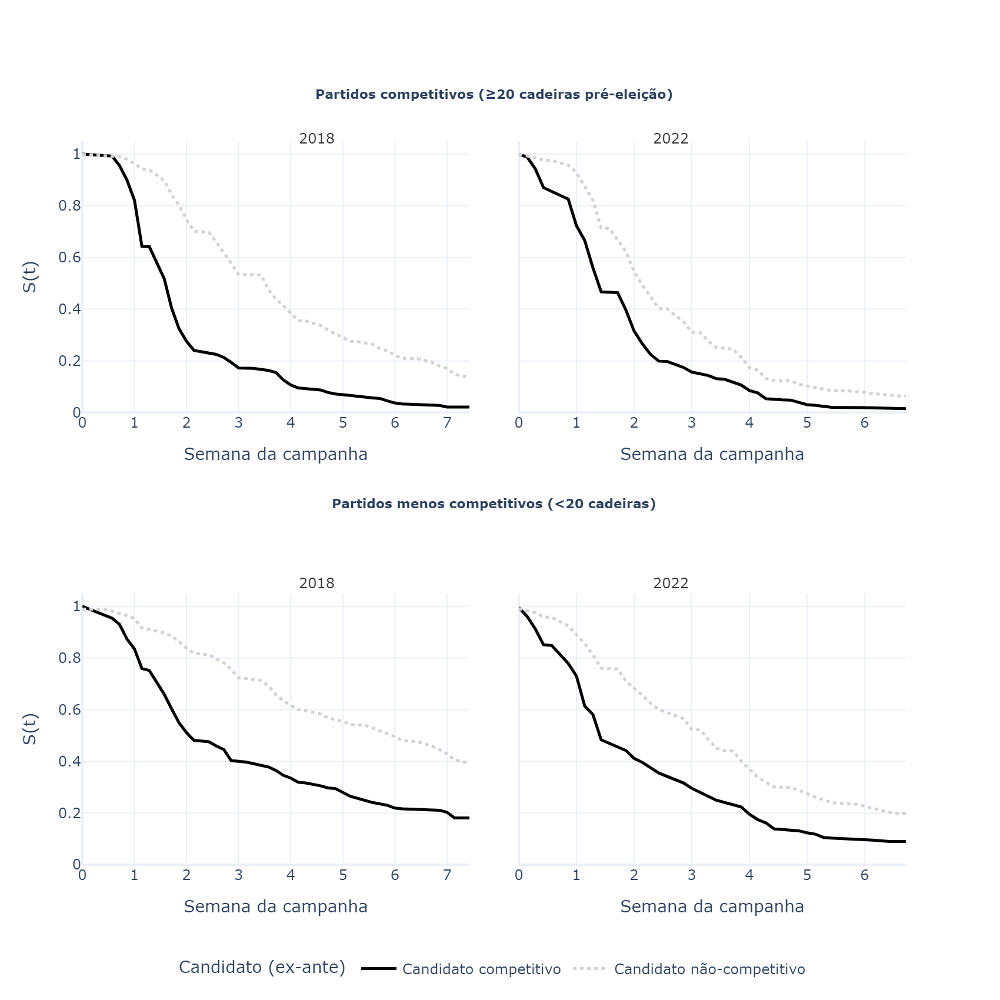 Partidos competitivos (≥20 cadeiras pré-eleição)
2018
2022
S(t)
1
0.8
0.6
0.4
0.2
0
0 1 2 3 4 5 6 7
0 1 2 3 4 5 6
Semana da campanha
Semana da campanha
Partidos menos competitivos (<20 cadeiras)
2018
2022
S(t)
1
0.8
0.6
0.4
0.2
0
0 1 2 3 4 5 6 7
0 1 2 3 4 5 6
Semana da campanha
Semana da campanha
Candidato (ex-ante) Candidato competitivo Candidato não-competitivo